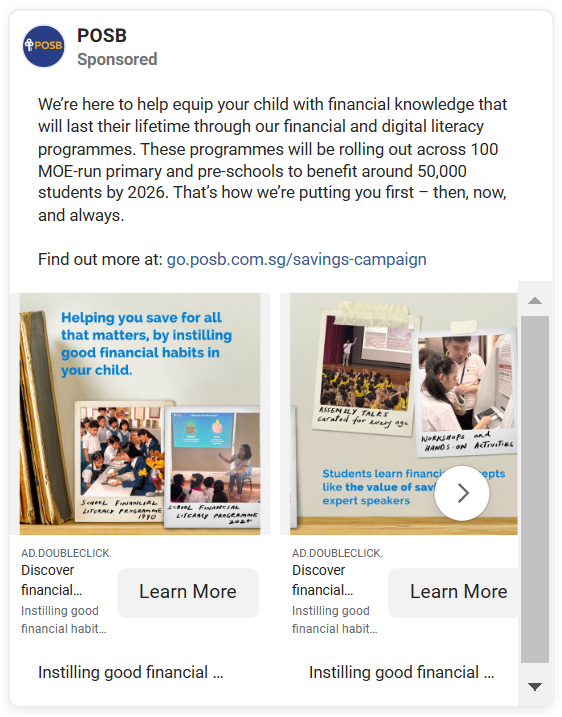 POSB
POSB
Sponsored
We’re here to help equip your child with financial knowledge that
will last their lifetime through our financial and digital literacy
programmes. These programmes will be rolling out across 100
MOE-run primary and pre-schools to benefit around 50,000
students by 2026. That’s how we’re putting you first – then, now,
and always.
Find out more at: go.posb.com.sg/savings-campaign
Helping you save for all
that matters, by instilling
good financial habits in
your child.
SCHOOL FINANCIAL
LITERACY PROGRAMME
1990
SCHOOL FINANCIAL
LITERACY PROGRAMME
2024
ASSEMBLY TALKS
curated for every age
WORKSHOPS and
HANDS-ON ACTIVITIES
Students learn financi epts
like the value of sav
expert speakers
AD.DOUBLECLICK.
Discover
financial...
Instilling good
financial habit...
Learn More
Instilling good financial ...
AD.DOUBLECLICK.
Discover
financial...
Instilling good
financial habit...
Learn More
Instilling good financial ...